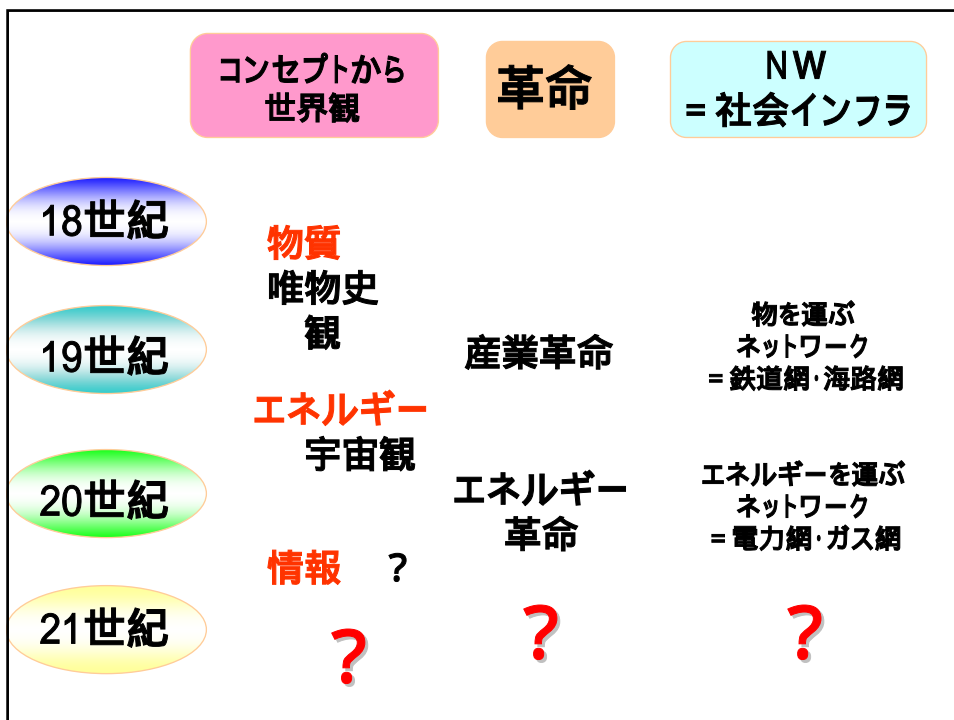 コンセプトから
世界観
革命
NW
=社会インフラ
18世紀
物質
唯物史
観
19世紀
産業革命
物を運ぶ
ネットワーク
=鉄道網・海路網
エネルギー
宇宙観
20世紀
エネルギー
革命
エネルギーを運ぶ
ネットワーク
=電力網・ガス網
情報 ?
21世紀
?
?
?